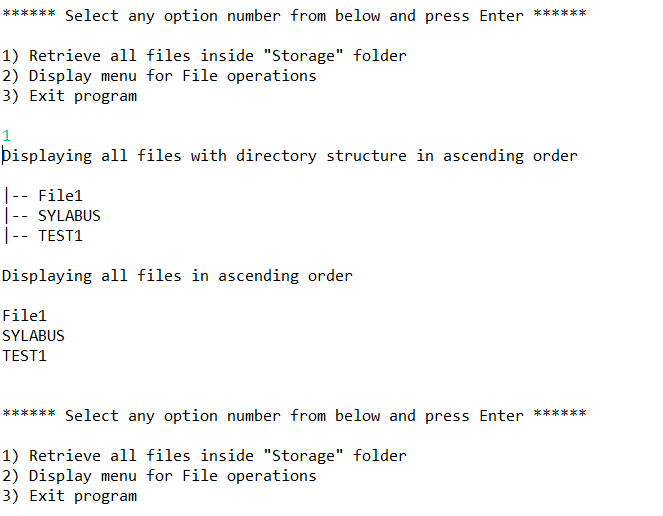 ****** Select any option number from below and press Enter ******
1) Retrieve all files inside "Storage" folder
2) Display menu for File operations
3) Exit program
1
Displaying all files with directory structure in ascending order
|-- File1
|-- SYLABUS
|-- TEST1
Displaying all files in ascending order
File1
SYLABUS
TEST1
****** Select any option number from below and press Enter ******
1) Retrieve all files inside "Storage" folder
2) Display menu for File operations
3) Exit program